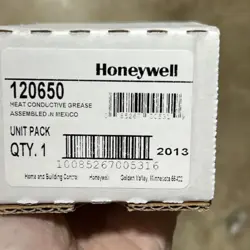 Honeywell
120650
HEAT CONDUCTIVE GREASE
ASSEMBLED IN MEXICO
UNIT PACK
QTY. 1
2013
10085267005316
Home and Building Control Honeywell Golden Valley, Minnesota 55422